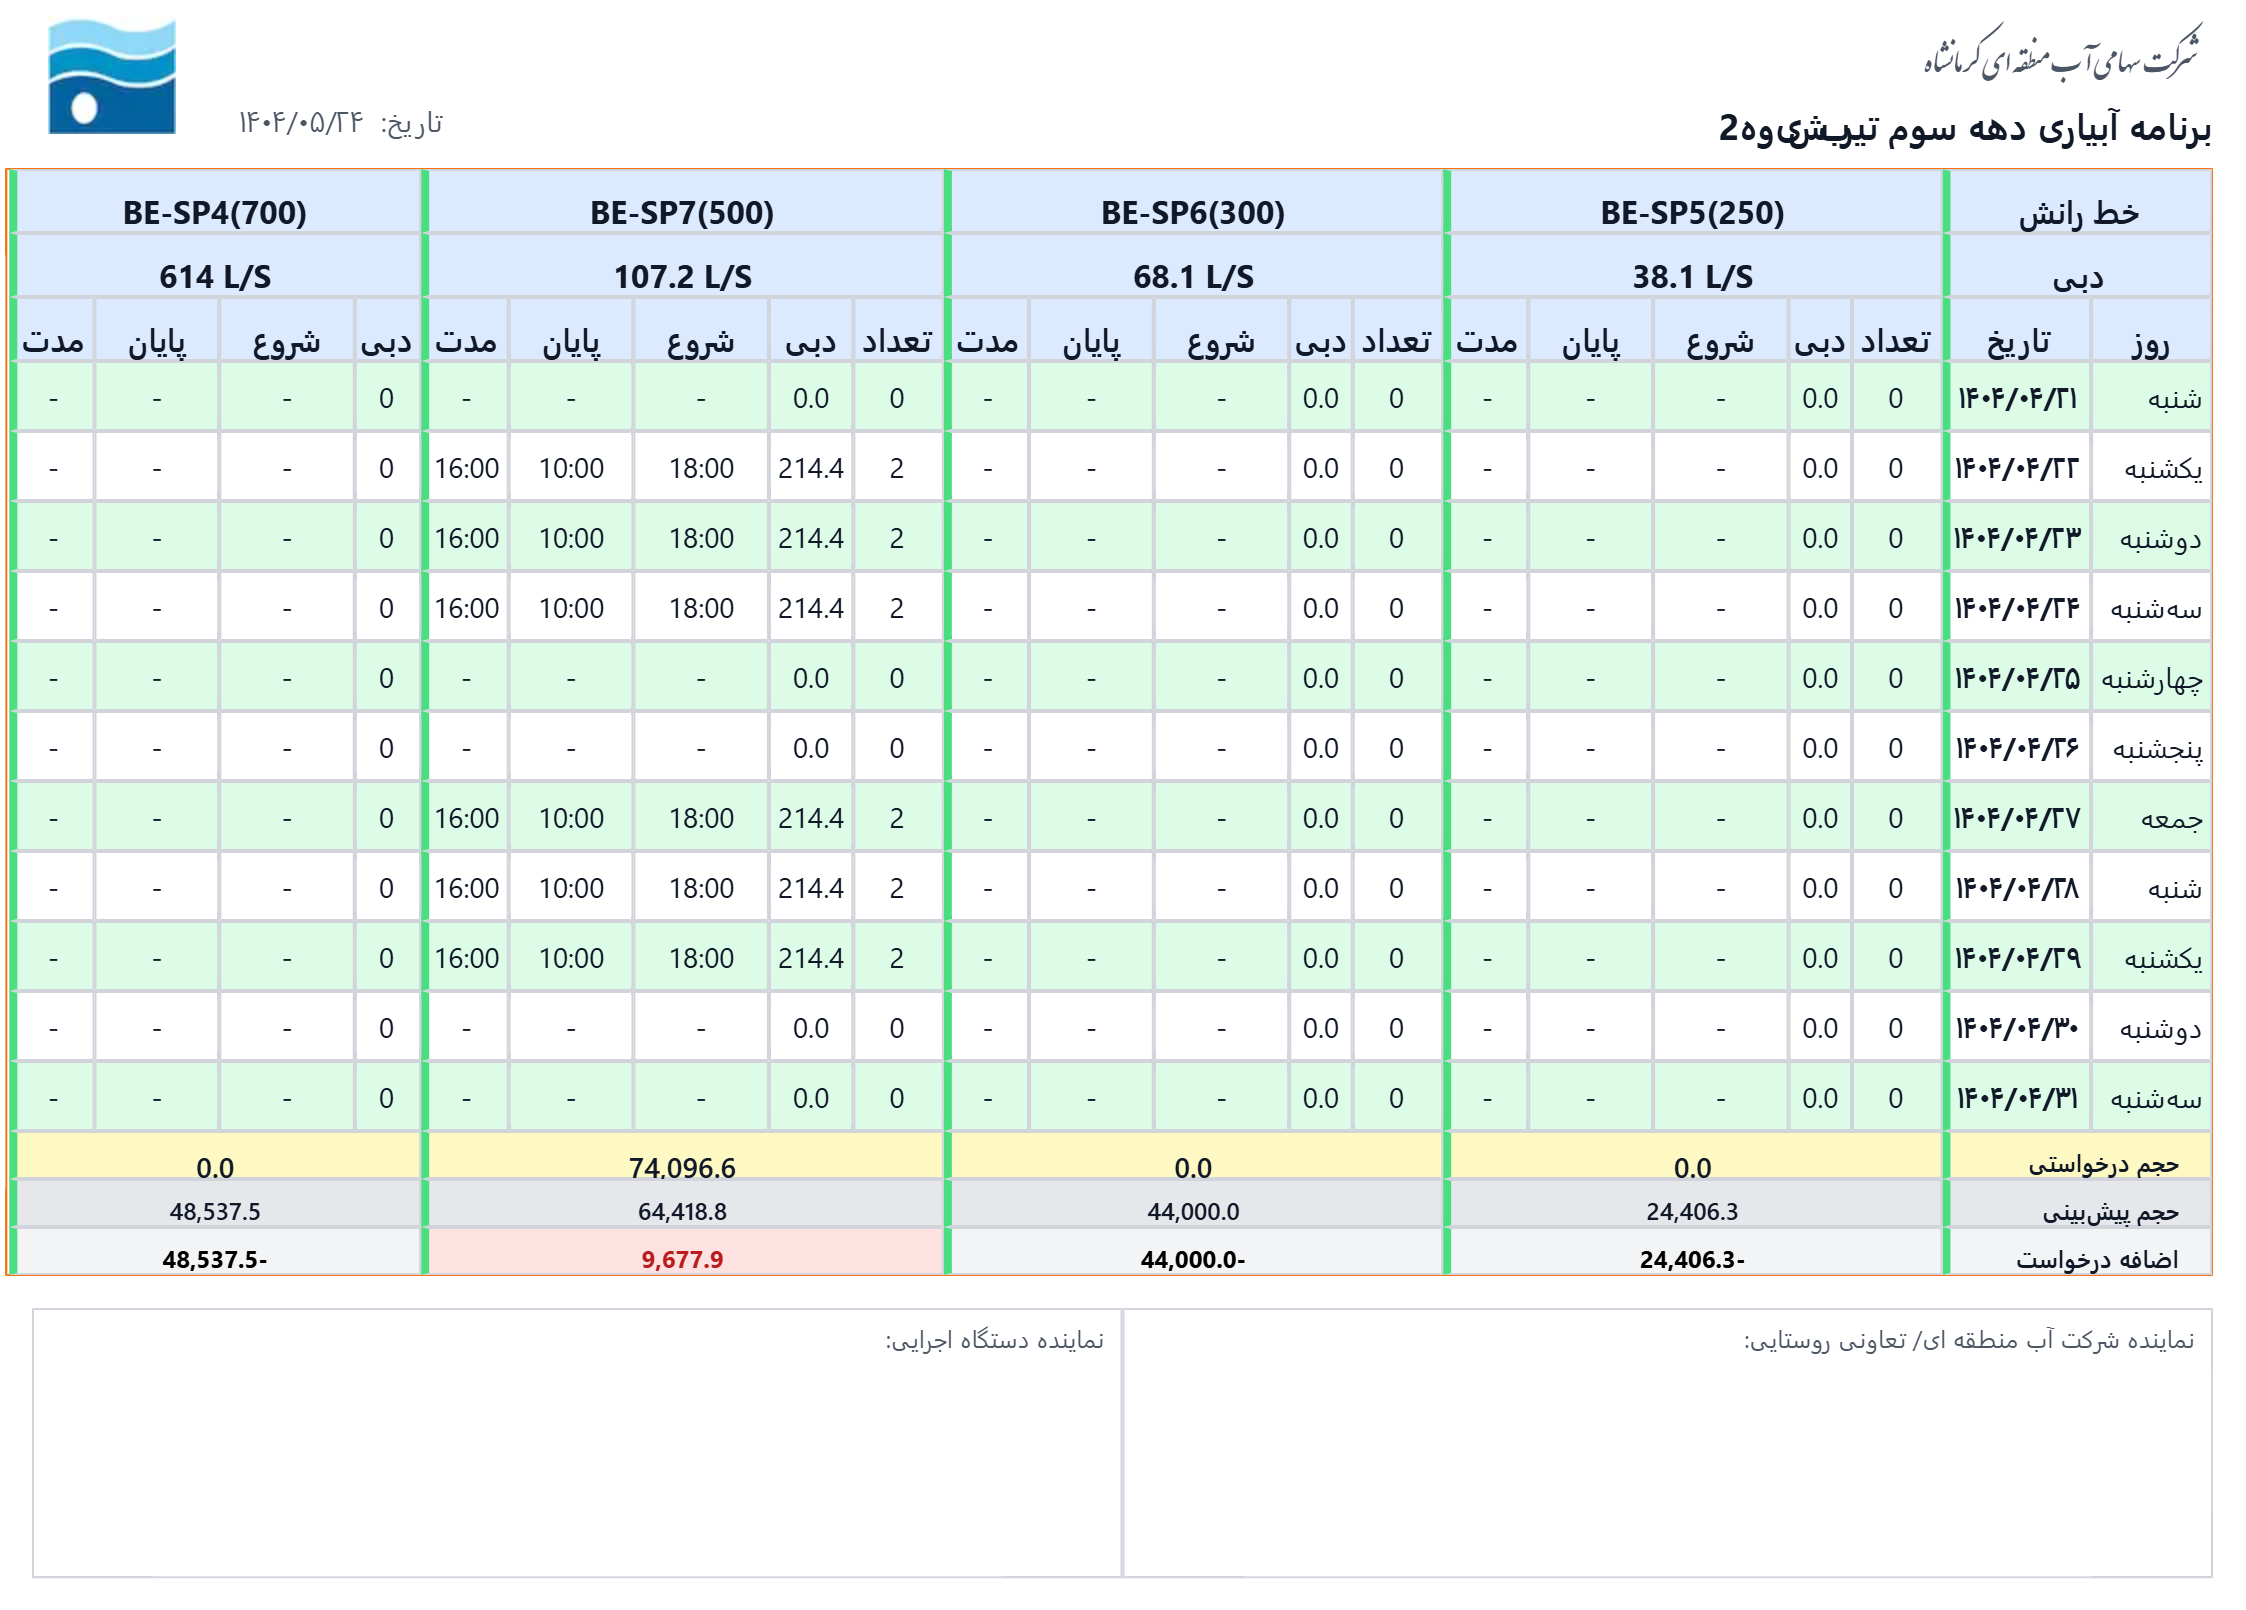 شرکت سهامی آب منطقه ای کرمانشاه
برنامه آبیاری دهه سوم تیر
تاریخ: ۱۴۰۴/۰۵/۲۴
خط رانش BE-SP5(250) BE-SP6(300) BE-SP7(500) BE-SP4(700)
دبی 38.1 L/S 68.1 L/S 107.2 L/S 614 L/S
روز تاریخ تعداد دبی شروع پایان مدت تعداد دبی شروع پایان مدت تعداد دبی شروع پایان مدت دبی شروع پایان مدت
شنبه ۱۴۰۴/۰۴/۲۱ 0 0.0 - - - 0 0.0 - - - 0 0.0 - - - 0 - - -
یکشنبه ۱۴۰۴/۰۴/۲۲ 0 0.0 - - - 0 0.0 - - - 2 214.4 18:00 10:00 16:00 0 - - -
دوشنبه ۱۴۰۴/۰۴/۲۳ 0 0.0 - - - 0 0.0 - - - 2 214.4 18:00 10:00 16:00 0 - - -
سه‌شنبه ۱۴۰۴/۰۴/۲۴ 0 0.0 - - - 0 0.0 - - - 2 214.4 18:00 10:00 16:00 0 - - -
چهارشنبه ۱۴۰۴/۰۴/۲۵ 0 0.0 - - - 0 0.0 - - - 0 0.0 - - - 0 - - -
پنجشنبه ۱۴۰۴/۰۴/۲۶ 0 0.0 - - - 0 0.0 - - - 0 0.0 - - - 0 - - -
جمعه ۱۴۰۴/۰۴/۲۷ 0 0.0 - - - 0 0.0 - - - 2 214.4 18:00 10:00 16:00 0 - - -
شنبه ۱۴۰۴/۰۴/۲۸ 0 0.0 - - - 0 0.0 - - - 2 214.4 18:00 10:00 16:00 0 - - -
یکشنبه ۱۴۰۴/۰۴/۲۹ 0 0.0 - - - 0 0.0 - - - 2 214.4 18:00 10:00 16:00 0 - - -
دوشنبه ۱۴۰۴/۰۴/۳۰ 0 0.0 - - - 0 0.0 - - - 0 0.0 - - - 0 - - -
سه‌شنبه ۱۴۰۴/۰۴/۳۱ 0 0.0 - - - 0 0.0 - - - 0 0.0 - - - 0 - - -
حجم درخواستی 0.0 0.0 74,096.6 0.0
حجم پیش‌بینی 24,406.3 44,000.0 64,418.8 48,537.5
اضافه درخواست 24,406.3- 44,000.0- 9,677.9 48,537.5-
نماینده شرکت آب منطقه ای/ تعاونی روستایی:
نماینده دستگاه اجرایی: